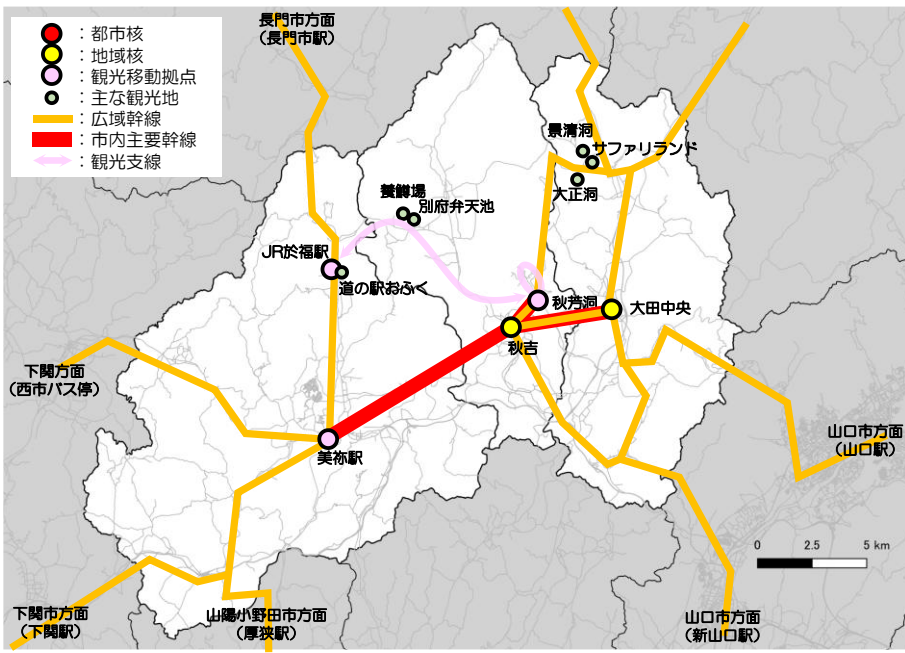 ：都市核
：地域核
：観光移動拠点
：主な観光地
：広域幹線
：市内主要幹線
：観光支線
長門市方面
（長門市駅）
景清洞
サファリランド
大正洞
養鱒場
別府弁天池
JR於福駅
道の駅おふく
秋芳洞
大田中央
秋吉
下関方面
（西市バス停）
美祢駅
山口市方面
（山口駅）
0 2.5 5 km
下関市方面
（下関駅）
山陽小野田市方面
（厚狭駅）
山口市方面
（新山口駅）